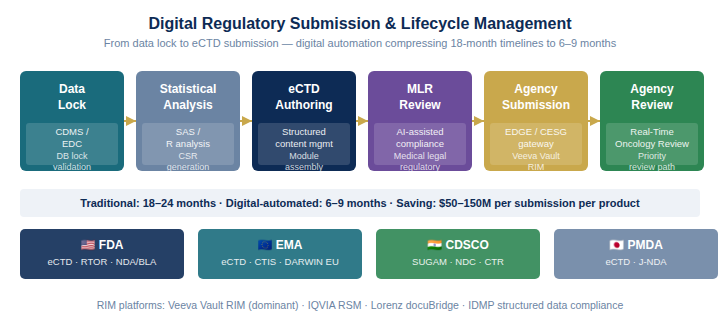 Digital Regulatory Submission & Lifecycle Management
From data lock to eCTD submission — digital automation compressing 18-month timelines to 6–9 months
Data
Lock
CDMS /
EDC
DB lock
validation
Statistical
Analysis
SAS /
R analysis
CSR
generation
eCTD
Authoring
Structured
content mgmt
Module
assembly
MLR
Review
AI-assisted
compliance
Medical legal
regulatory
Agency
Submission
EDGE / CESG
gateway
Veeva Vault
RIM
Agency
Review
Real-Time
Oncology Review
Priority
review path
Traditional: 18–24 months · Digital-automated: 6–9 months · Saving: $50–150M per submission per product
🇺🇸 FDA
eCTD · RTOR · NDA/BLA
🇪🇺 EMA
eCTD · CTIS · DARWIN EU
🇮🇳 CDSCO
SUGAM · NDC · CTR
🇯🇵 PMDA
eCTD · J-NDA
RIM platforms: Veeva Vault RIM (dominant) · IQVIA RSM · Lorenz docuBridge · IDMP structured data compliance